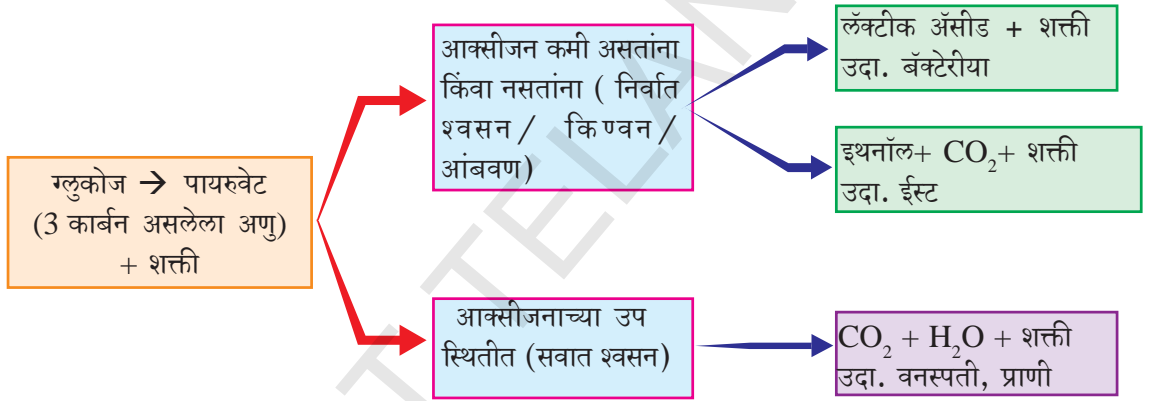 ग्लुकोज → पायरुवेट
(3 कार्बन असलेला अणु)
+ शक्ती
आक्सीजन कमी असतांना
किंवा नसतांना ( निर्वात
श्वसन / किण्वन /
आंबवण)
लॅक्टीक ॲसीड + शक्ती
उदा. बॅक्टेरीया
इथनॉल+ CO₂+ शक्ती
उदा. ईस्ट
आक्सीजनाच्या उप
स्थितीत (सवात श्वसन)
CO₂ + H₂O + शक्ती
उदा. वनस्पती, प्राणी